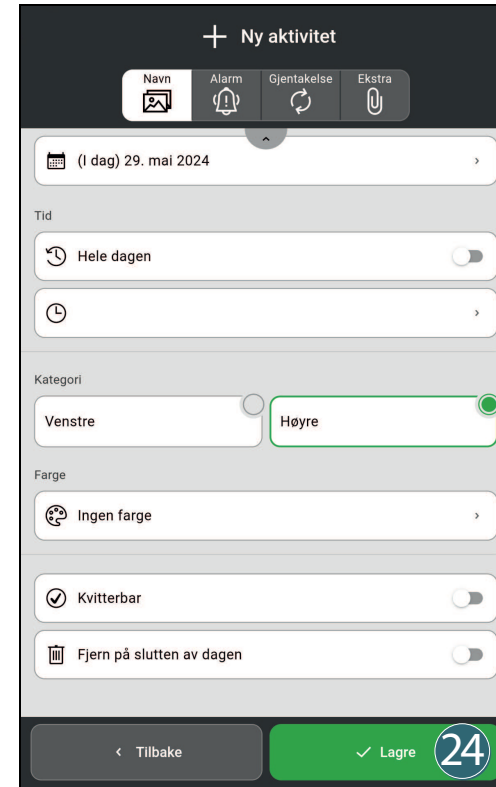 Ny aktivitet
Navn Alarm Gjentakelse Ekstra
(I dag) 29. mai 2024
Tid
Hele dagen
Kategori
Venstre Høyre
Farge
Ingen farge
Kvitterbar
Fjern på slutten av dagen
Tilbake Lagre 24